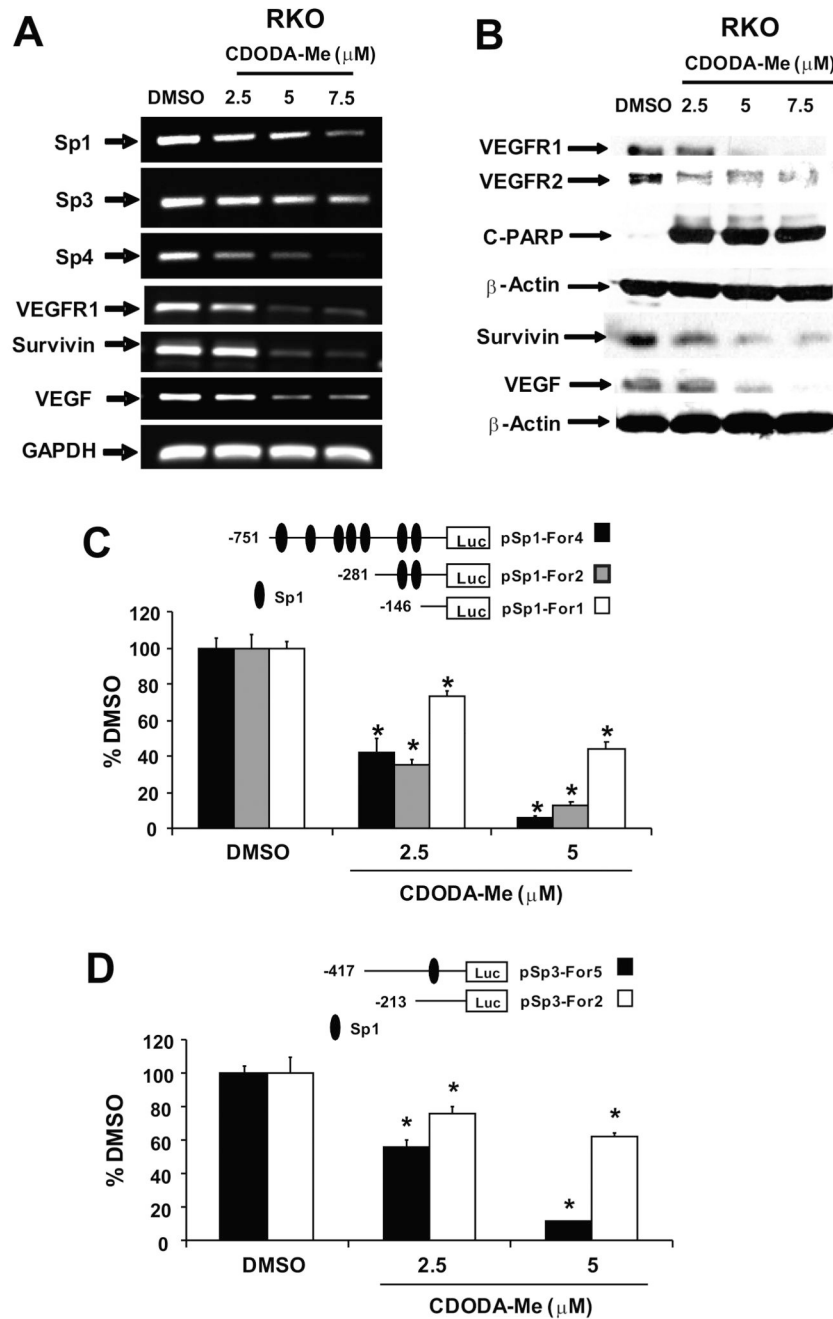 A
RKO
CDODA-Me (μM)
DMSO 2.5 5 7.5
Sp1
Sp3
Sp4
VEGFR1
Survivin
VEGF
GAPDH
B
RKO
CDODA-Me (μM)
DMSO 2.5 5 7.5
VEGFR1
VEGFR2
C-PARP
β-Actin
Survivin
VEGF
β-Actin
C
-751 Luc pSp1-For4
-281 Luc pSp1-For2
-146 Luc pSp1-For1
Sp1
% DMSO
120
100
80
60
40
20
0
* * * * * *
DMSO 2.5 5
CDODA-Me (μM)
D
-417 Luc pSp3-For5
-213 Luc pSp3-For2
Sp1
% DMSO
120
100
80
60
40
20
0
* * * *
DMSO 2.5 5
CDODA-Me (μM)